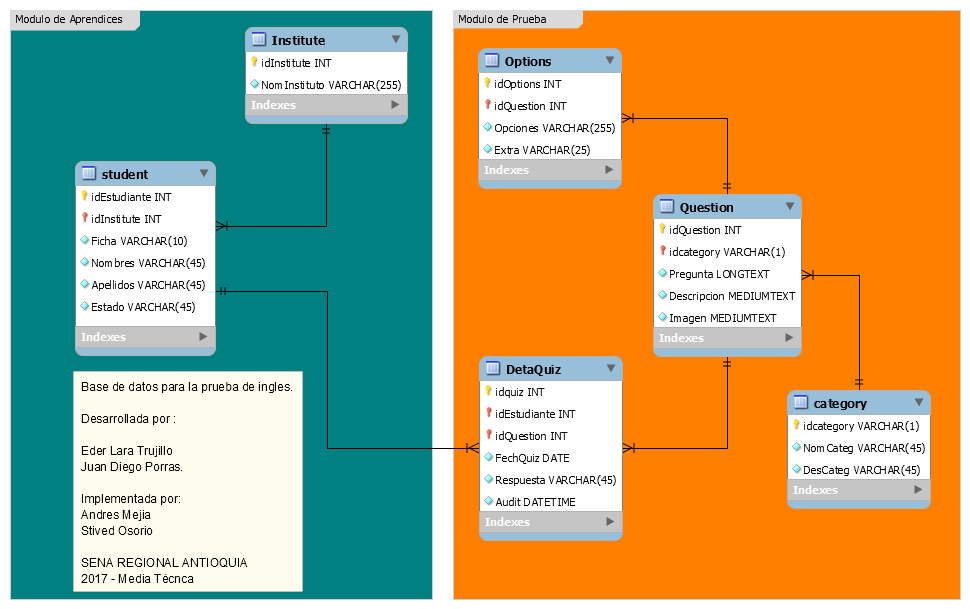 Modulo de Aprendices
Institute
idInstitute INT
NomInstituto VARCHAR(255)
Indexes
student
idEstudiante INT
idInstitute INT
Ficha VARCHAR(10)
Nombres VARCHAR(45)
Apellidos VARCHAR(45)
Estado VARCHAR(45)
Indexes
Base de datos para la prueba de ingles.
Desarrollada por :
Eder Lara Trujillo
Juan Diego Porras.
Implementada por:
Andres Mejia
Stived Osorio
SENA REGIONAL ANTIOQUIA
2017 - Media Técnca
Modulo de Prueba
Options
idOptions INT
idQuestion INT
Opciones VARCHAR(255)
Extra VARCHAR(25)
Indexes
Question
idQuestion INT
idcategory VARCHAR(1)
Pregunta LONGTEXT
Descripcion MEDIUMTEXT
Imagen MEDIUMTEXT
Indexes
DetaQuiz
idquiz INT
idEstudiante INT
idQuestion INT
FechQuiz DATE
Respuesta VARCHAR(45)
Audit DATETIME
Indexes
category
idcategory VARCHAR(1)
NomCateg VARCHAR(45)
DesCateg VARCHAR(45)
Indexes